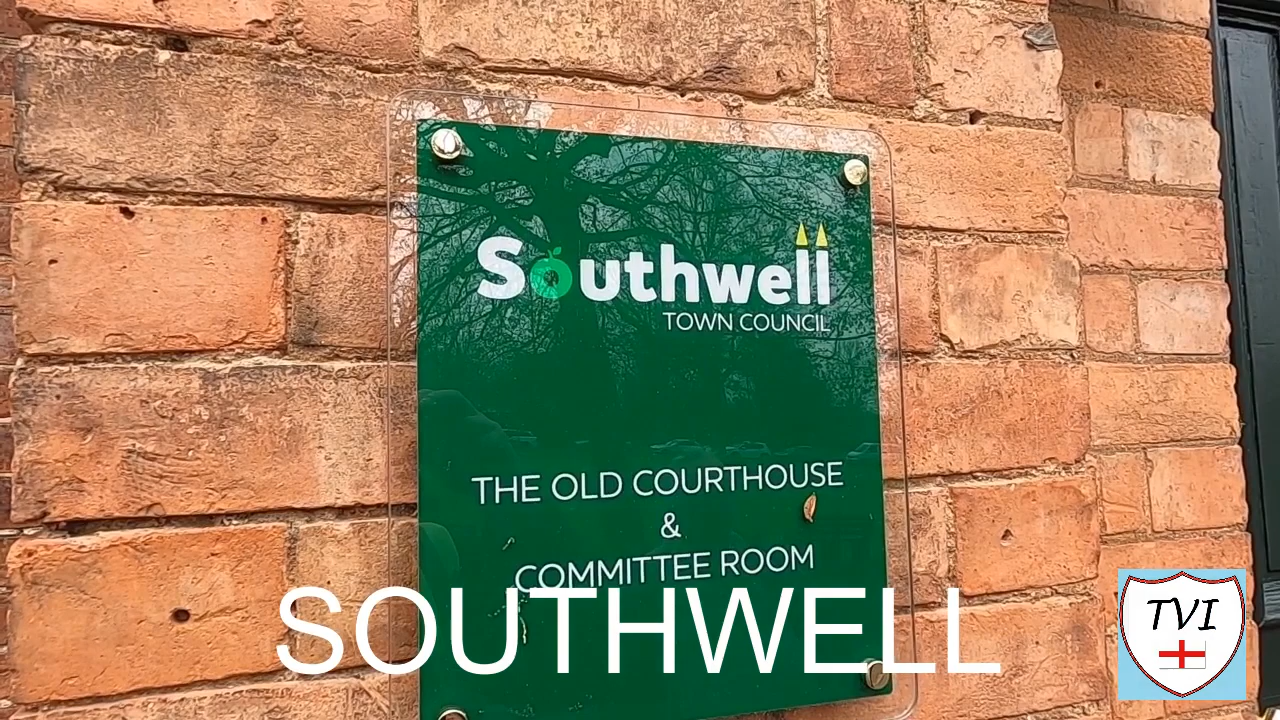 Southwell
TOWN COUNCIL
THE OLD COURTHOUSE
&
COMMITTEE ROOM
SOUTHWELL
TVI